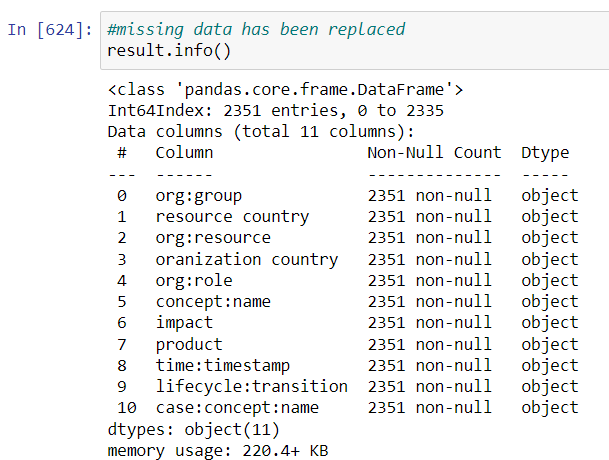 In [624]: #missing data has been replaced
result.info()
<class 'pandas.core.frame.DataFrame'>
Int64Index: 2351 entries, 0 to 2335
Data columns (total 11 columns):
 #   Column               Non-Null Count  Dtype
---  ------               --------------  -----
 0   org:group            2351 non-null   object
 1   resource country     2351 non-null   object
 2   org:resource         2351 non-null   object
 3   oranization country  2351 non-null   object
 4   org:role             2351 non-null   object
 5   concept:name         2351 non-null   object
 6   impact               2351 non-null   object
 7   product              2351 non-null   object
 8   time:timestamp       2351 non-null   object
 9   lifecycle:transition 2351 non-null   object
 10  case:concept:name    2351 non-null   object
dtypes: object(11)
memory usage: 220.4+ KB